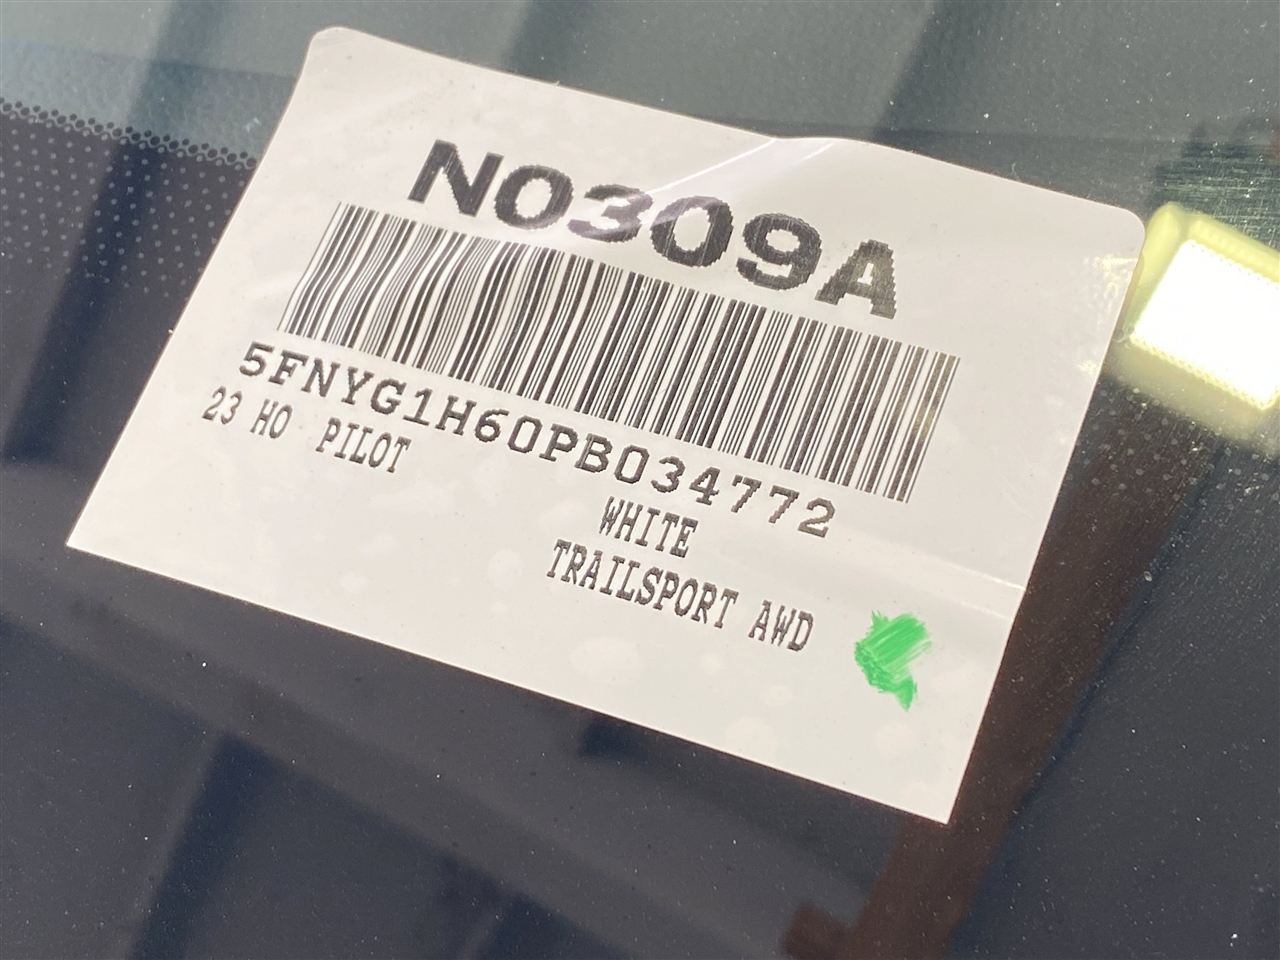 N0309A
5FNYG1H60PB034772
23 HO PILOT
WHITE
TRAILSPORT AWD